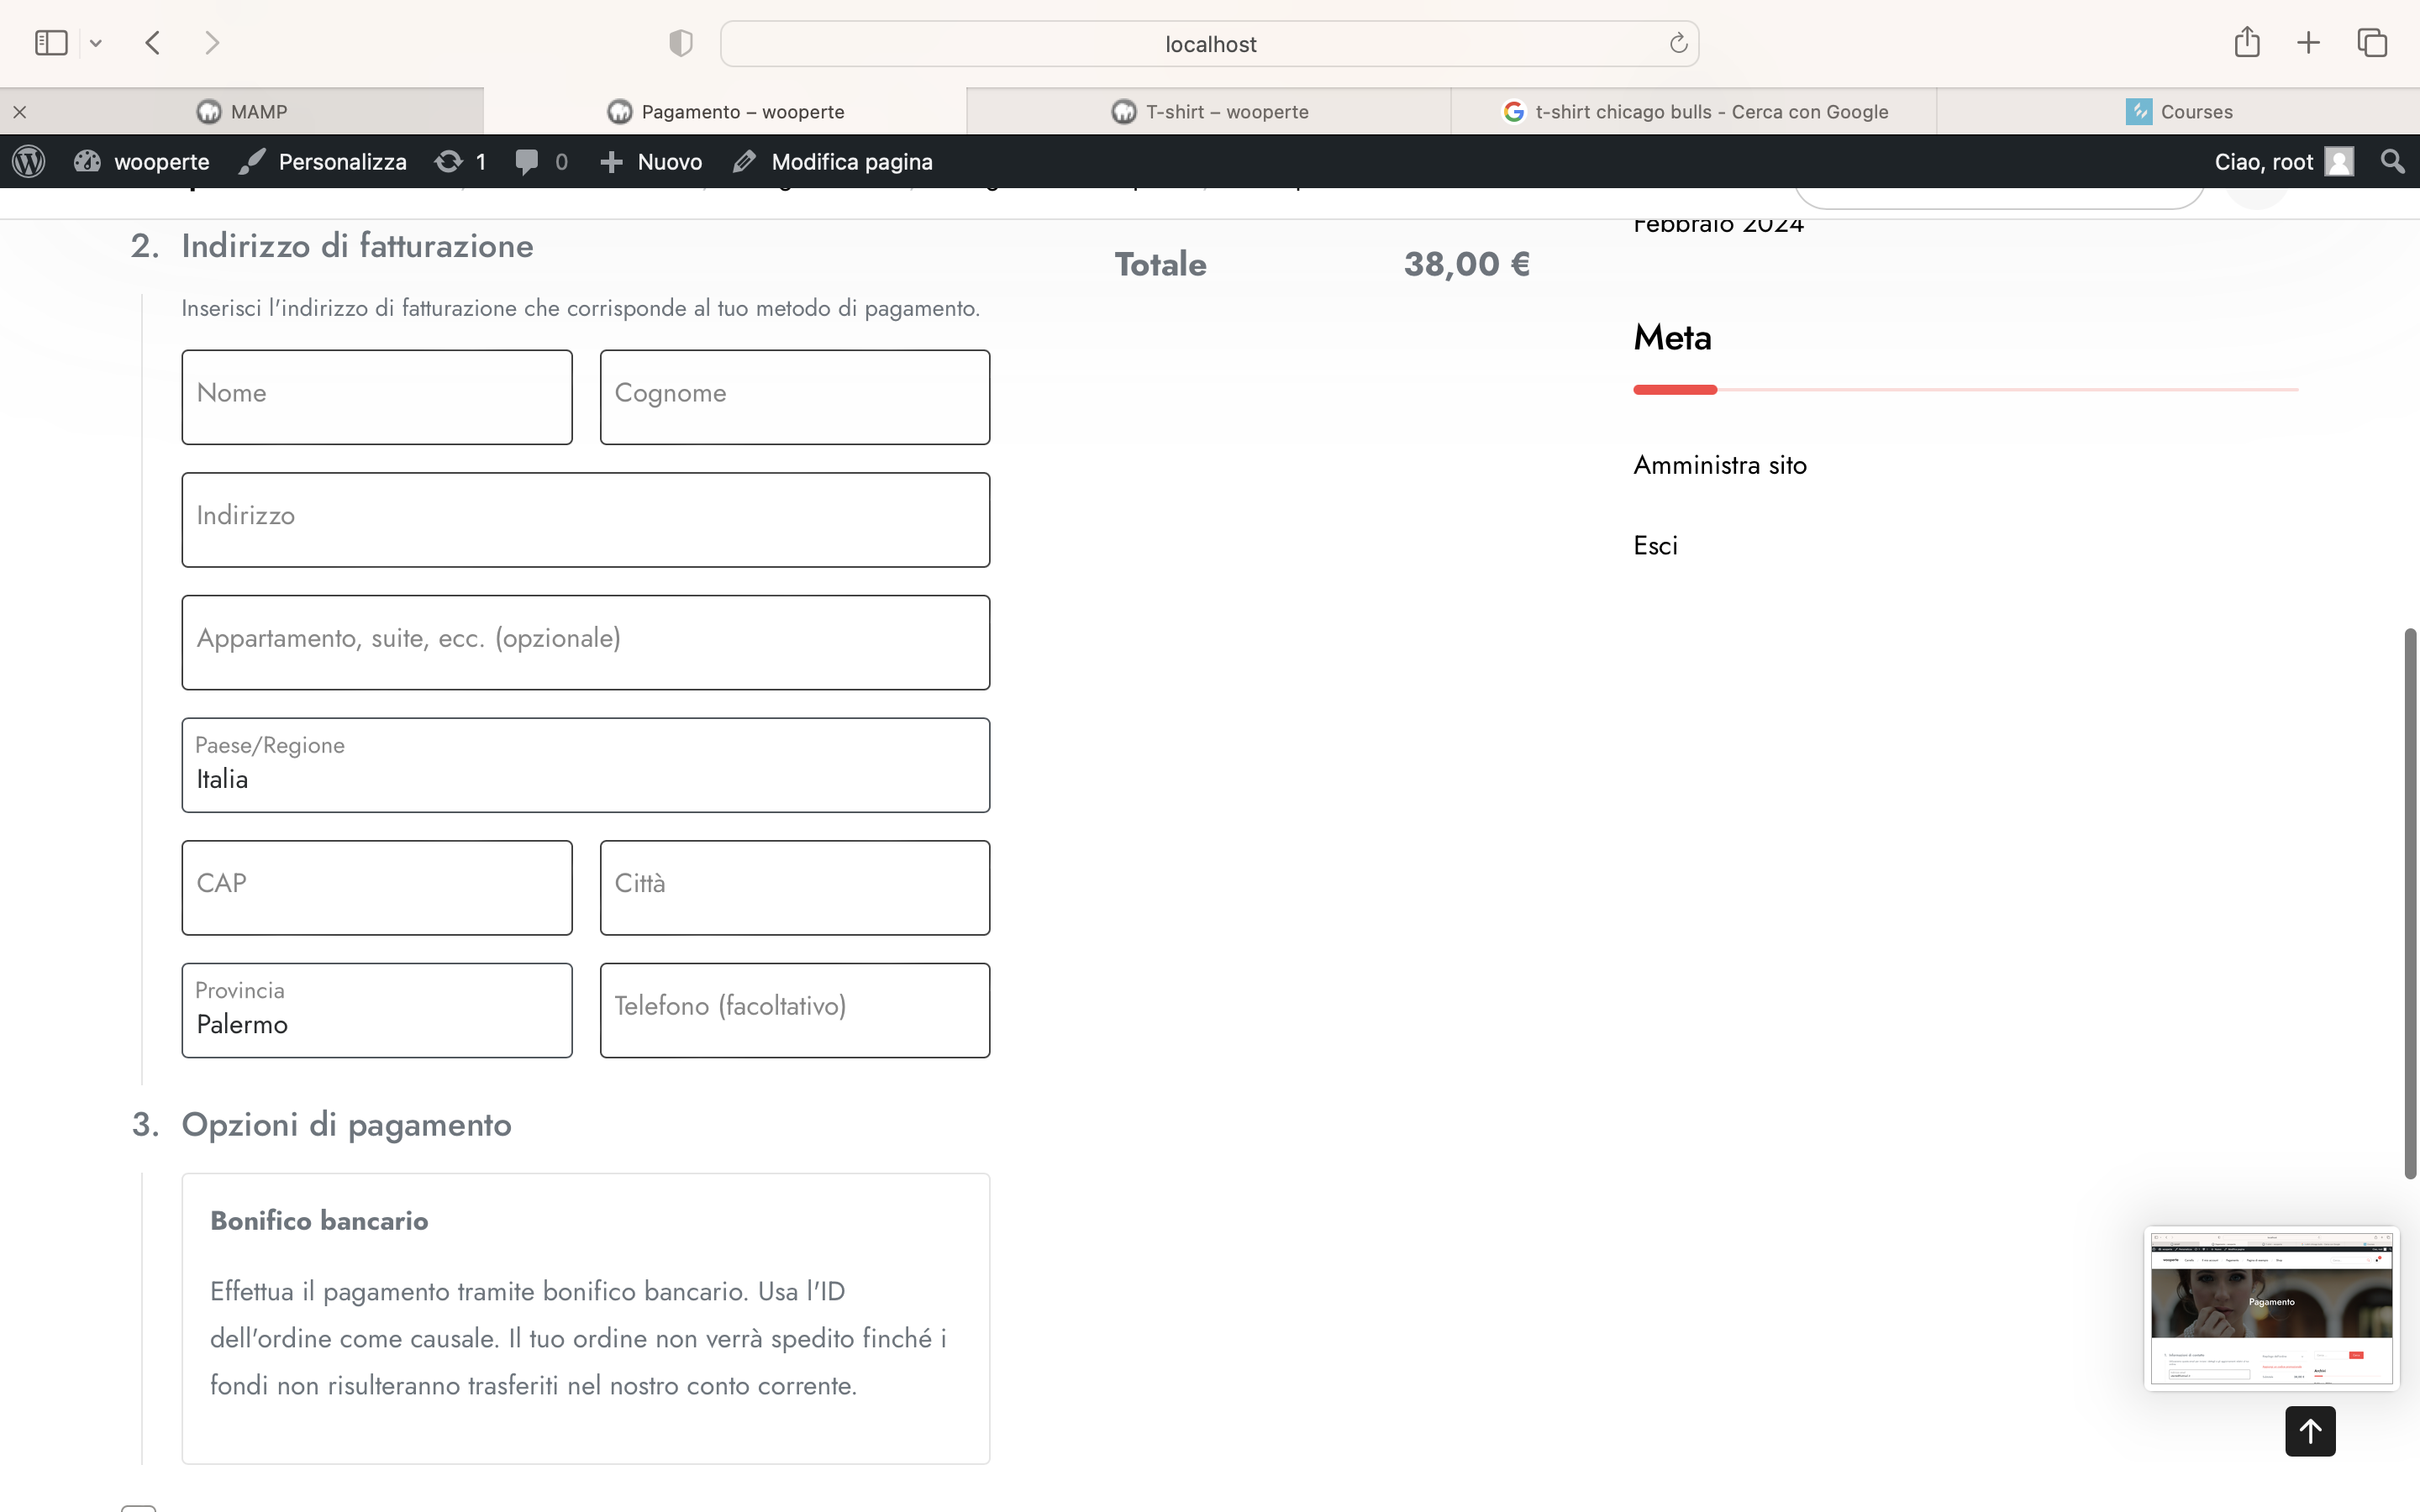 localhost
MAMP
Pagamento – wooperte
T-shirt – wooperte
t-shirt chicago bulls - Cerca con Google
Courses
wooperte
Personalizza
1
0
Nuovo
Modifica pagina
Ciao, root
2. Indirizzo di fatturazione
Inserisci l'indirizzo di fatturazione che corrisponde al tuo metodo di pagamento.
Nome
Cognome
Indirizzo
Appartamento, suite, ecc. (opzionale)
Paese/Regione
Italia
CAP
Città
Provincia
Palermo
Telefono (facoltativo)
3. Opzioni di pagamento
Bonifico bancario
Effettua il pagamento tramite bonifico bancario. Usa l'ID
dell'ordine come causale. Il tuo ordine non verrà spedito finché i
fondi non risulteranno trasferiti nel nostro conto corrente.
Totale
38,00 €
Febbraio 2024
Meta
Amministra sito
Esci
Pagamento